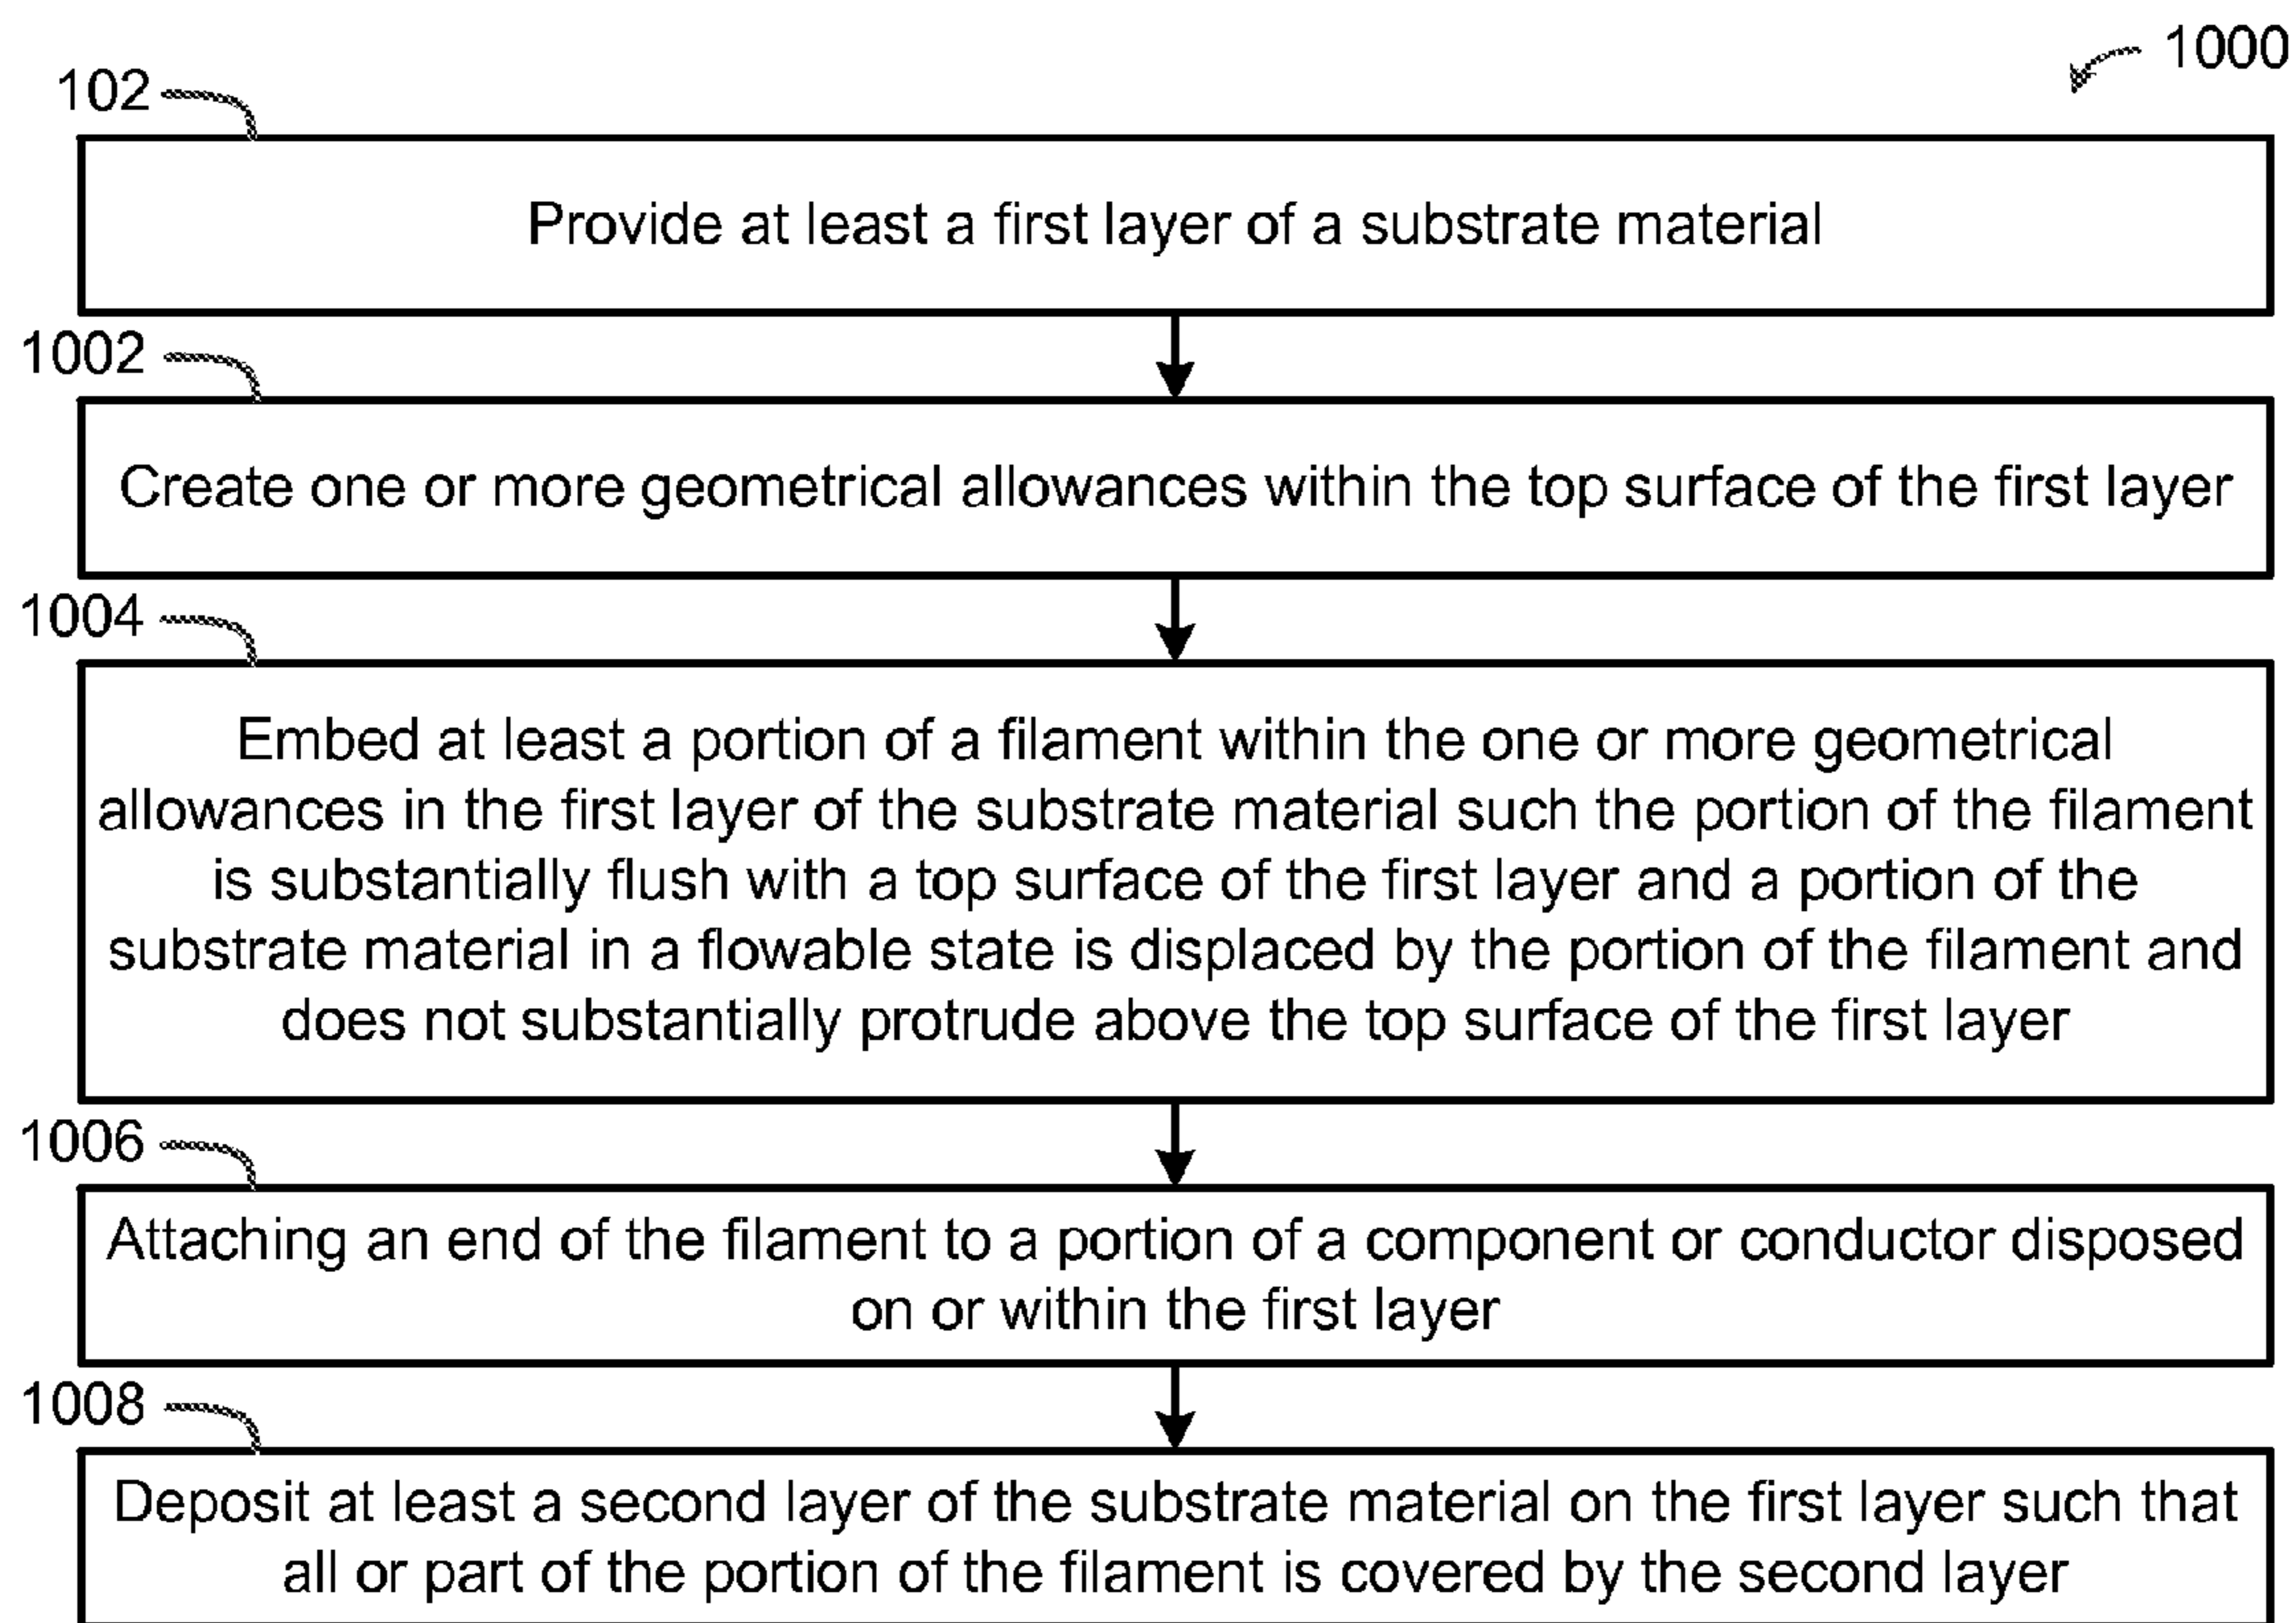 1000
102
Provide at least a first layer of a substrate material
1002
Create one or more geometrical allowances within the top surface of the first layer
1004
Embed at least a portion of a filament within the one or more geometrical
allowances in the first layer of the substrate material such the portion of the filament
is substantially flush with a top surface of the first layer and a portion of the
substrate material in a flowable state is displaced by the portion of the filament and
does not substantially protrude above the top surface of the first layer
1006
Attaching an end of the filament to a portion of a component or conductor disposed
on or within the first layer
1008
Deposit at least a second layer of the substrate material on the first layer such that
all or part of the portion of the filament is covered by the second layer